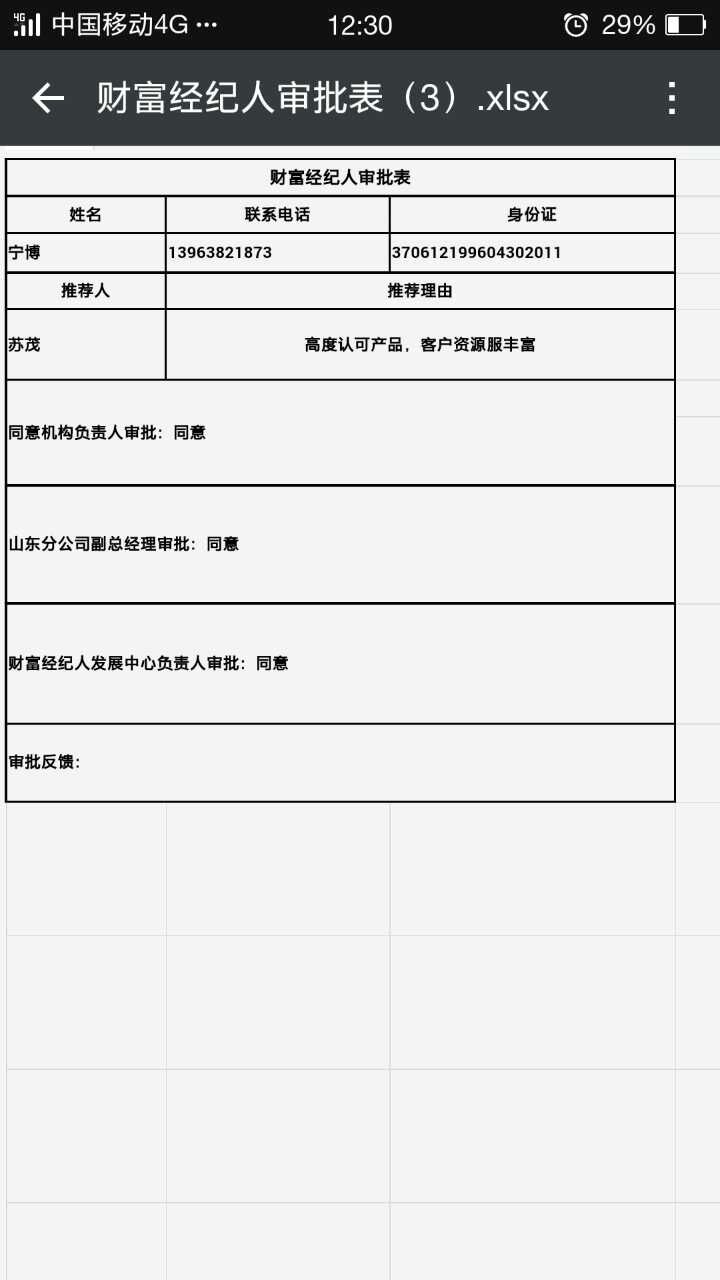 4G 中国移动4G ··· 12:30 29%
财富经纪人审批表（3）.xlsx
财富经纪人审批表
姓名 联系电话 身份证
宁博 13963821873 370612199604302011
推荐人 推荐理由
苏茂 高度认可产品，客户资源服丰富
同意机构负责人审批：同意
山东分公司副总经理审批：同意
财富经纪人发展中心负责人审批：同意
审批反馈：